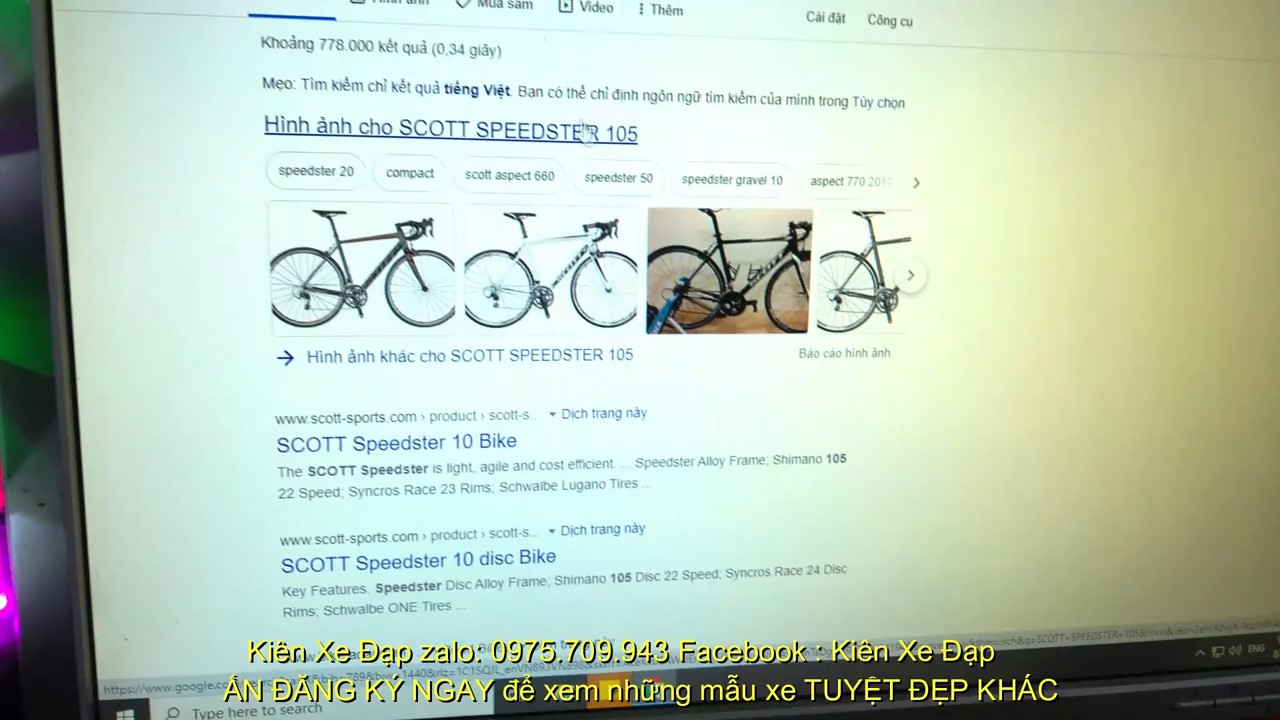 Mua sắm
Video
Thêm
Cài đặt
Công cụ
Khoảng 778.000 kết quả (0,34 giây)
Mẹo: Tìm kiếm chỉ kết quả tiếng Việt. Bạn có thể chỉ định ngôn ngữ tìm kiếm của mình trong Tùy chọn
Hình ảnh cho SCOTT SPEEDSTER 105
speedster 20
compact
scott aspect 660
speedster 50
speedster gravel 10
aspect 770 2017
Hình ảnh khác cho SCOTT SPEEDSTER 105
Báo cáo hình ảnh
www.scott-sports.com › product › scott-s... Dịch trang này
SCOTT Speedster 10 Bike
The SCOTT Speedster is light, agile and cost efficient. ... Speedster Alloy Frame; Shimano 105
22 Speed; Syncros Race 23 Rims; Schwalbe Lugano Tires ...
www.scott-sports.com › product › scott-s... Dịch trang này
SCOTT Speedster 10 disc Bike
Key Features. Speedster Disc Alloy Frame; Shimano 105 Disc 22 Speed; Syncros Race 24 Disc
Rims; Schwalbe ONE Tires ...
Kiên Xe Đạp zalo: 0975.709.943 Facebook : Kiên Xe Đạp
ENG
https://www.google.co
ẤN ĐĂNG KÝ NGAY để xem những mẫu xe TUYỆT ĐẸP KHÁC
Type here to search